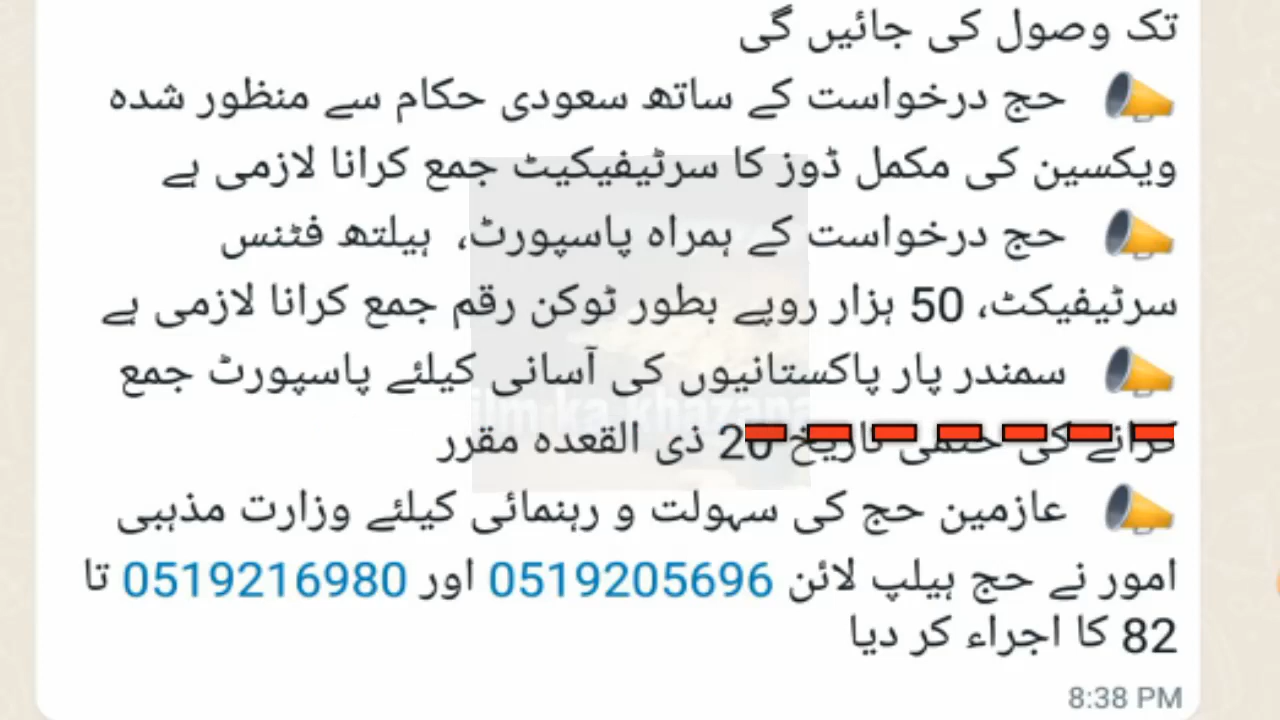 تک وصول کی جائیں گی
حج درخواست کے ساتھ سعودی حکام سے منظور شدہ
ویکسین کی مکمل ڈوز کا سرٹیفیکیٹ جمع کرانا لازمی ہے
حج درخواست کے ہمراہ پاسپورٹ، ہیلتھ فٹنس
سرٹیفیکٹ، 50 ہزار روپے بطور ٹوکن رقم جمع کرانا لازمی ہے
سمندر پار پاکستانیوں کی آسانی کیلئے پاسپورٹ جمع
کرانے کی حتمی تاریخ 20 ذی القعدہ مقرر
عازمین حج کی سہولت و رہنمائی کیلئے وزارت مذہبی
امور نے حج ہیلپ لائن 0519205696 اور 0519216980 تا
82 کا اجراء کر دیا
8:38 PM
ilm ka khazana